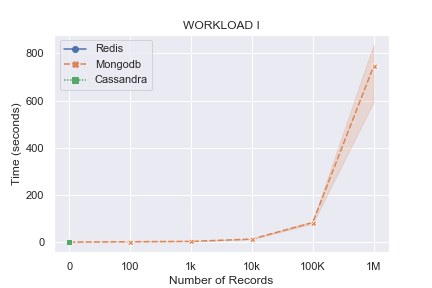 WORKLOAD I
Redis
Mongodb
Cassandra
800
600
400
200
0
Time (seconds)
0 100 1k 10k 100K 1M
Number of Records